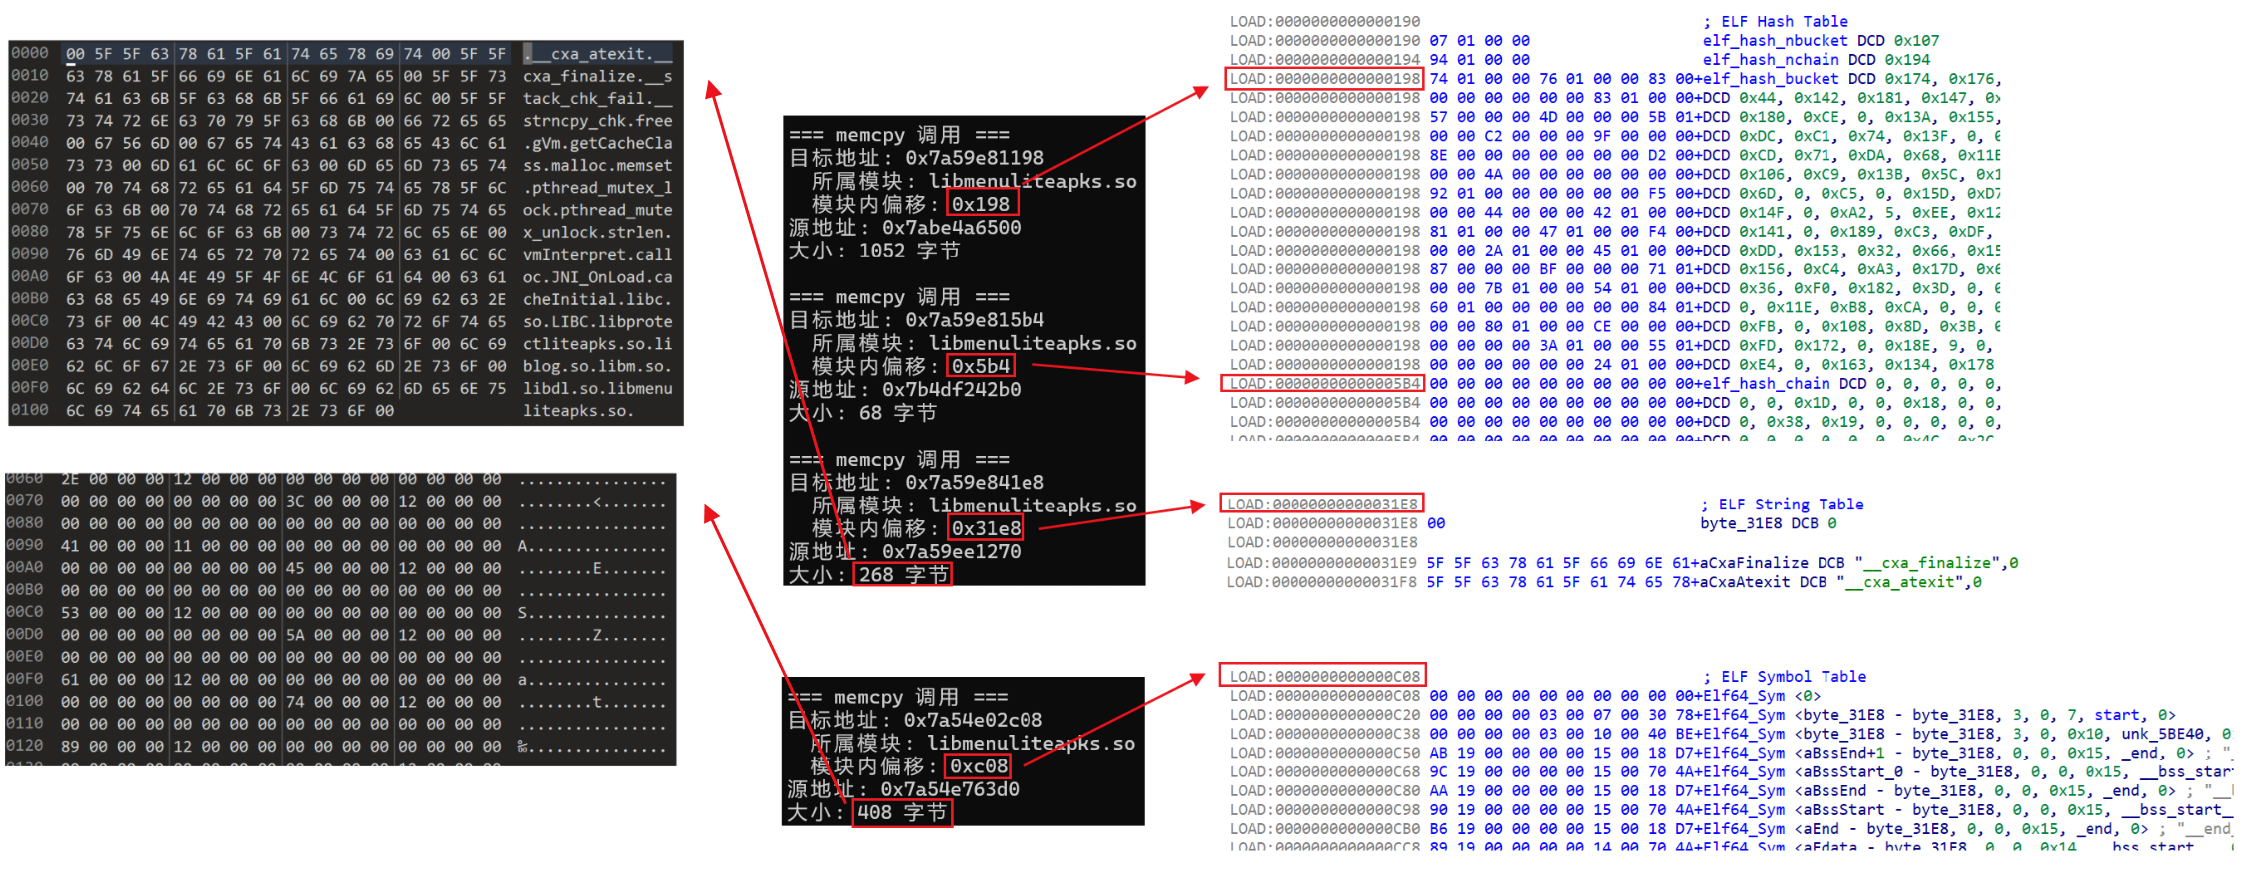 0000 00 5F 5F 63 78 61 5F 61 74 65 78 69 74 00 5F 5F .__cxa_atexit.__
0010 63 78 61 5F 66 69 6E 61 6C 69 7A 65 00 5F 5F 73 cxa_finalize.__s
0020 74 61 63 6B 5F 63 68 6B 5F 66 61 69 6C 00 5F 5F tack_chk_fail.__
0030 73 74 72 6E 63 70 79 5F 63 68 6B 00 66 72 65 65 strncpy_chk.free
0040 00 67 56 6D 00 67 65 74 43 61 63 68 65 43 6C 61 .gVm.getCacheCla
0050 73 73 00 6D 61 6C 6C 6F 63 00 6D 65 6D 73 65 74 ss.malloc.memset
0060 00 70 74 68 72 65 61 64 5F 6D 75 74 65 78 5F 6C .pthread_mutex_l
0070 6F 63 6B 00 70 74 68 72 65 61 64 5F 6D 75 74 65 ock.pthread_mute
0080 78 5F 75 6E 6C 6F 63 6B 00 73 74 72 6C 65 6E 00 x_unlock.strlen.
0090 76 6D 49 6E 74 65 72 70 72 65 74 00 63 61 6C 6C vmInterpret.call
00A0 6F 63 00 4A 4E 49 5F 4F 6E 4C 6F 61 64 00 63 61 oc.JNI_OnLoad.ca
00B0 63 68 65 49 6E 69 74 69 61 6C 00 6C 69 62 63 2E cheInitial.libc.
00C0 73 6F 00 4C 49 42 43 00 6C 69 62 70 72 6F 74 65 so.LIBC.libprote
00D0 63 74 6C 69 74 65 61 70 6B 73 2E 73 6F 00 6C 69 ctliteapks.so.li
00E0 62 6C 6F 67 2E 73 6F 00 6C 69 62 6D 2E 73 6F 00 blog.so.libm.so.
00F0 6C 69 62 64 6C 2E 73 6F 00 6C 69 62 6D 65 6E 75 libdl.so.libmenu
0100 6C 69 74 65 61 70 6B 73 2E 73 6F 00 liteapks.so.
0060 2E 00 00 00 12 00 00 00 00 00 00 00 00 00 00 00 ................
0070 00 00 00 00 00 00 00 00 3C 00 00 00 12 00 00 00 ........<.......
0080 00 00 00 00 00 00 00 00 00 00 00 00 00 00 00 00 ................
0090 41 00 00 00 11 00 00 00 00 00 00 00 00 00 00 00 A...............
00A0 00 00 00 00 00 00 00 00 45 00 00 00 12 00 00 00 ........E.......
00B0 00 00 00 00 00 00 00 00 00 00 00 00 00 00 00 00 ................
00C0 53 00 00 00 12 00 00 00 00 00 00 00 00 00 00 00 S...............
00D0 00 00 00 00 00 00 00 00 5A 00 00 00 12 00 00 00 ........Z.......
00E0 00 00 00 00 00 00 00 00 00 00 00 00 00 00 00 00 ................
00F0 61 00 00 00 12 00 00 00 00 00 00 00 00 00 00 00 a...............
0100 00 00 00 00 00 00 00 00 74 00 00 00 12 00 00 00 ........t.......
0110 00 00 00 00 00 00 00 00 00 00 00 00 00 00 00 00 ................
0120 89 00 00 00 12 00 00 00 00 00 00 00 00 00 00 00 ‰...............
=== memcpy 调用 ===
目标地址: 0x7a59e81198
所属模块: libmenuliteapks.so
模块内偏移: 0x198
源地址: 0x7abe4a6500
大小: 1052 字节
=== memcpy 调用 ===
目标地址: 0x7a59e815b4
所属模块: libmenuliteapks.so
模块内偏移: 0x5b4
源地址: 0x7b4df242b0
大小: 68 字节
=== memcpy 调用 ===
目标地址: 0x7a59e841e8
所属模块: libmenuliteapks.so
模块内偏移: 0x31e8
源地址: 0x7a59ee1270
大小: 268 字节
=== memcpy 调用 ===
目标地址: 0x7a54e02c08
所属模块: libmenuliteapks.so
模块内偏移: 0xc08
源地址: 0x7a54e763d0
大小: 408 字节
LOAD:0000000000000190 ; ELF Hash Table
LOAD:0000000000000190 07 01 00 00 elf_hash_nbucket DCD 0x107
LOAD:0000000000000194 94 01 00 00 elf_hash_nchain DCD 0x194
LOAD:0000000000000198 74 01 00 00 76 01 00 00 83 00+elf_hash_bucket DCD 0x174, 0x176,
LOAD:0000000000000198 00 00 00 00 00 00 83 01 00 00+DCD 0x44, 0x142, 0x181, 0x147, 0
LOAD:0000000000000198 57 00 00 00 4D 00 00 00 5B 01+DCD 0x180, 0xCE, 0, 0x13A, 0x155,
LOAD:0000000000000198 00 00 C2 00 00 00 9F 00 00 00+DCD 0xDC, 0xC1, 0x74, 0x13F, 0, 0
LOAD:0000000000000198 8E 00 00 00 00 00 00 00 D2 00+DCD 0xCD, 0x71, 0xDA, 0x68, 0x11
LOAD:0000000000000198 00 00 4A 00 00 00 00 00 00 00+DCD 0x106, 0xC9, 0x13B, 0x5C, 0x1
LOAD:0000000000000198 92 01 00 00 00 00 00 00 F5 00+DCD 0x6D, 0, 0xC5, 0, 0x15D, 0xD7
LOAD:0000000000000198 00 00 44 00 00 00 42 01 00 00+DCD 0x14F, 0, 0xA2, 5, 0xEE, 0x12
LOAD:0000000000000198 81 01 00 00 47 01 00 00 F4 00+DCD 0x141, 0, 0x189, 0xC3, 0xDF,
LOAD:0000000000000198 00 00 2A 01 00 00 45 01 00 00+DCD 0xDD, 0x153, 0x32, 0x66, 0x15
LOAD:0000000000000198 87 00 00 00 BF 00 00 00 71 01+DCD 0x156, 0xC4, 0xA3, 0x17D, 0x
LOAD:0000000000000198 00 00 7B 01 00 00 54 01 00 00+DCD 0x36, 0xF0, 0x182, 0x3D, 0, 0
LOAD:0000000000000198 60 01 00 00 00 00 00 00 84 01+DCD 0, 0x11E, 0xB8, 0xCA, 0, 0, 0
LOAD:0000000000000198 00 00 80 01 00 00 CE 00 00 00+DCD 0xFB, 0, 0x108, 0x8D, 0x3B, 0
LOAD:0000000000000198 00 00 00 00 3A 01 00 00 55 01+DCD 0xFD, 0x172, 0, 0x18E, 9, 0,
LOAD:0000000000000198 00 00 00 00 00 00 24 01 00 00+DCD 0xE4, 0, 0x163, 0x134, 0x178
LOAD:00000000000005B4 00 00 00 00 00 00 00 00 00 00+elf_hash_chain DCD 0, 0, 0, 0, 0,
LOAD:00000000000005B4 00 00 00 00 00 00 00 00 00 00+DCD 0, 0, 0x1D, 0, 0, 0x18, 0, 0,
LOAD:00000000000005B4 00 00 00 00 00 00 00 00 00 00+DCD 0, 0x38, 0x19, 0, 0, 0, 0, 0,
LOAD:00000000000005B4 00 00 00 00 00 00 00 00 00 00+DCD 0, 0, 0, 0, 0, 0, 0x4C, 0x2C
LOAD:00000000000031E8 ; ELF String Table
LOAD:00000000000031E8 00 byte_31E8 DCB 0
LOAD:00000000000031E8
LOAD:00000000000031E9 5F 5F 63 78 61 5F 66 69 6E 61+aCxaFinalize DCB "__cxa_finalize",0
LOAD:00000000000031F8 5F 5F 63 78 61 5F 61 74 65 78+aCxaAtexit DCB "__cxa_atexit",0
LOAD:0000000000000C08 ; ELF Symbol Table
LOAD:0000000000000C08 00 00 00 00 00 00 00 00 00 00+Elf64_Sym <0>
LOAD:0000000000000C20 00 00 00 00 03 00 07 00 30 78+Elf64_Sym <byte_31E8 - byte_31E8, 3, 0, 7, start, 0>
LOAD:0000000000000C38 00 00 00 00 03 00 10 00 40 BE+Elf64_Sym <byte_31E8 - byte_31E8, 3, 0, 0x10, unk_5BE40, 0
LOAD:0000000000000C50 AB 19 00 00 00 00 15 00 18 D7+Elf64_Sym <aBssEnd+1 - byte_31E8, 0, 0, 0x15, _end, 0> ; "_
LOAD:0000000000000C68 9C 19 00 00 00 00 15 00 70 4A+Elf64_Sym <aBssStart_0 - byte_31E8, 0, 0, 0x15, __bss_star
LOAD:0000000000000C80 AA 19 00 00 00 00 15 00 18 D7+Elf64_Sym <aBssEnd - byte_31E8, 0, 0, 0x15, _end, 0> ; "__
LOAD:0000000000000C98 90 19 00 00 00 00 15 00 70 4A+Elf64_Sym <aBssStart - byte_31E8, 0, 0, 0x15, __bss_start_
LOAD:0000000000000CB0 B6 19 00 00 00 00 15 00 18 D7+Elf64_Sym <aEnd - byte_31E8, 0, 0, 0x15, _end, 0> ; "__end_
LOAD:0000000000000CC8 89 19 00 00 00 00 14 00 70 4A+Elf64_Sym <aEdata - byte_31E8, 0, 0, 0x14, __bss_start,